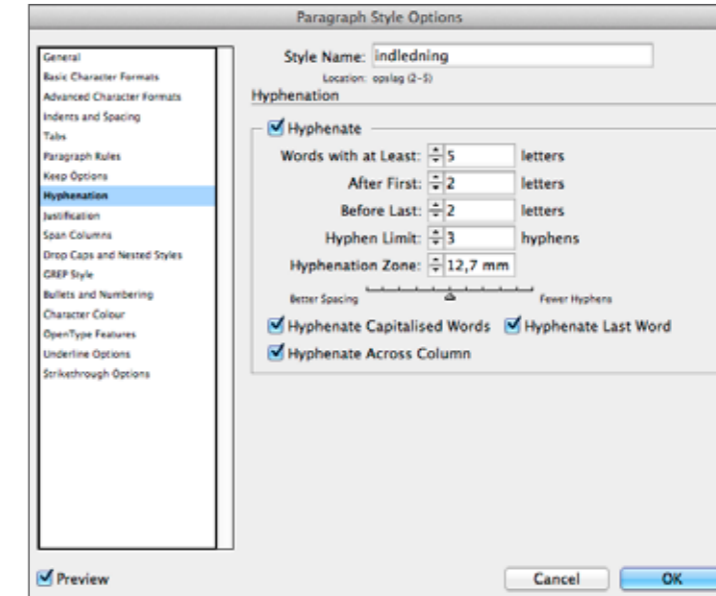 Paragraph Style Options
General
Basic Character Formats
Advanced Character Formats
Indents and Spacing
Tabs
Paragraph Rules
Keep Options
Hyphenation
Justification
Span Columns
Drop Caps and Nested Styles
GREP Style
Bullets and Numbering
Character Colour
OpenType Features
Underline Options
Strikethrough Options
Style Name: indledning
Location: opslag (2-5)
Hyphenation
Hyphenate
Words with at Least: 5 letters
After First: 2 letters
Before Last: 2 letters
Hyphen Limit: 3 hyphens
Hyphenation Zone: 12,7 mm
Better Spacing Fewer Hyphens
Hyphenate Capitalised Words Hyphenate Last Word
Hyphenate Across Column
Preview Cancel OK